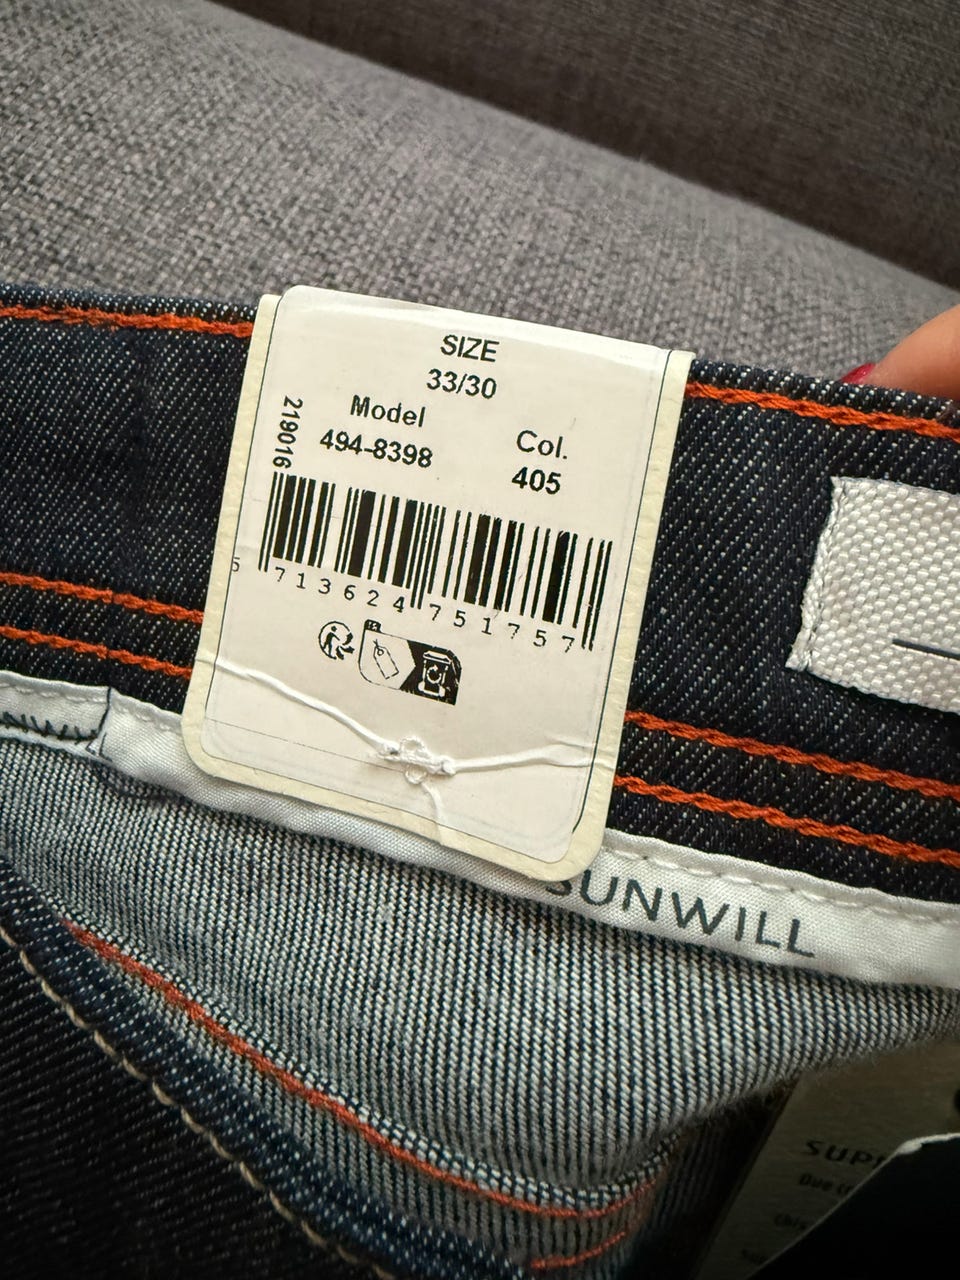 SIZE
33/30
Model
494-8398
Col.
405
219016
5 713624 751757
SUNWILL